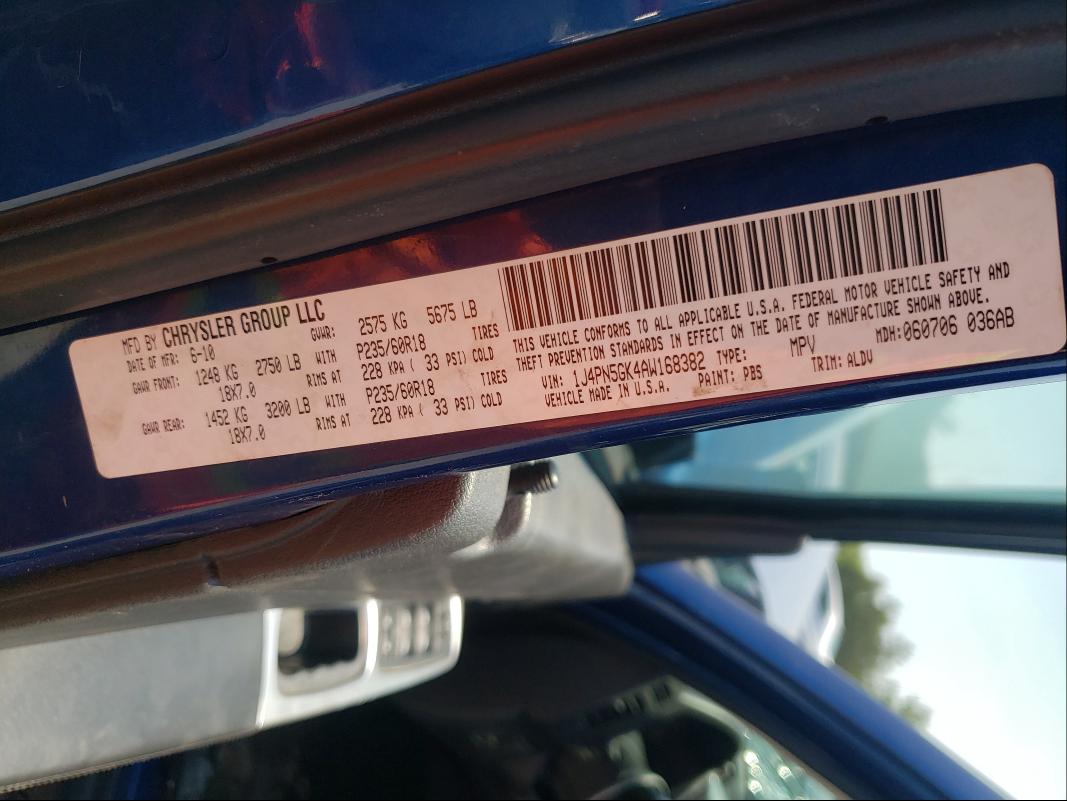 MFD BY CHRYSLER GROUP LLC
DATE OF MFR: 6-10 GVWR: 2575 KG 5675 LB
GAWR FRONT: 1248 KG 2750 LB WITH P235/60R18 TIRES
18X7.0 RIMS AT 228 KPA ( 33 PSI) COLD
GAWR REAR: 1452 KG 3200 LB WITH P235/60R18 TIRES
18X7.0 RIMS AT 228 KPA ( 33 PSI) COLD
THIS VEHICLE CONFORMS TO ALL APPLICABLE U.S.A. FEDERAL MOTOR VEHICLE SAFETY AND
THEFT PREVENTION STANDARDS IN EFFECT ON THE DATE OF MANUFACTURE SHOWN ABOVE.
MDH:060706 036AB
VIN: 1J4PN5GK4AW168382 TYPE: MPV
VEHICLE MADE IN U.S.A. PAINT: PBS TRIM: ALDV